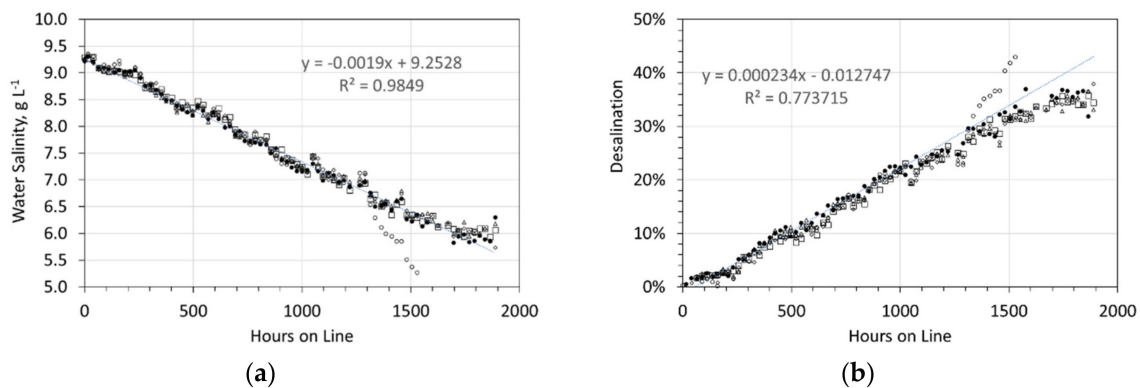 10.0
9.5
9.0
8.5
8.0
7.5
7.0
6.5
6.0
5.5
5.0
Water Salinity, g L-1
y = -0.0019x + 9.2528
R² = 0.9849
0 500 1000 1500 2000
Hours on Line
(a)
50%
40%
30%
20%
10%
0%
Desalination
y = 0.000234x - 0.012747
R² = 0.773715
0 500 1000 1500 2000
Hours on Line
(b)